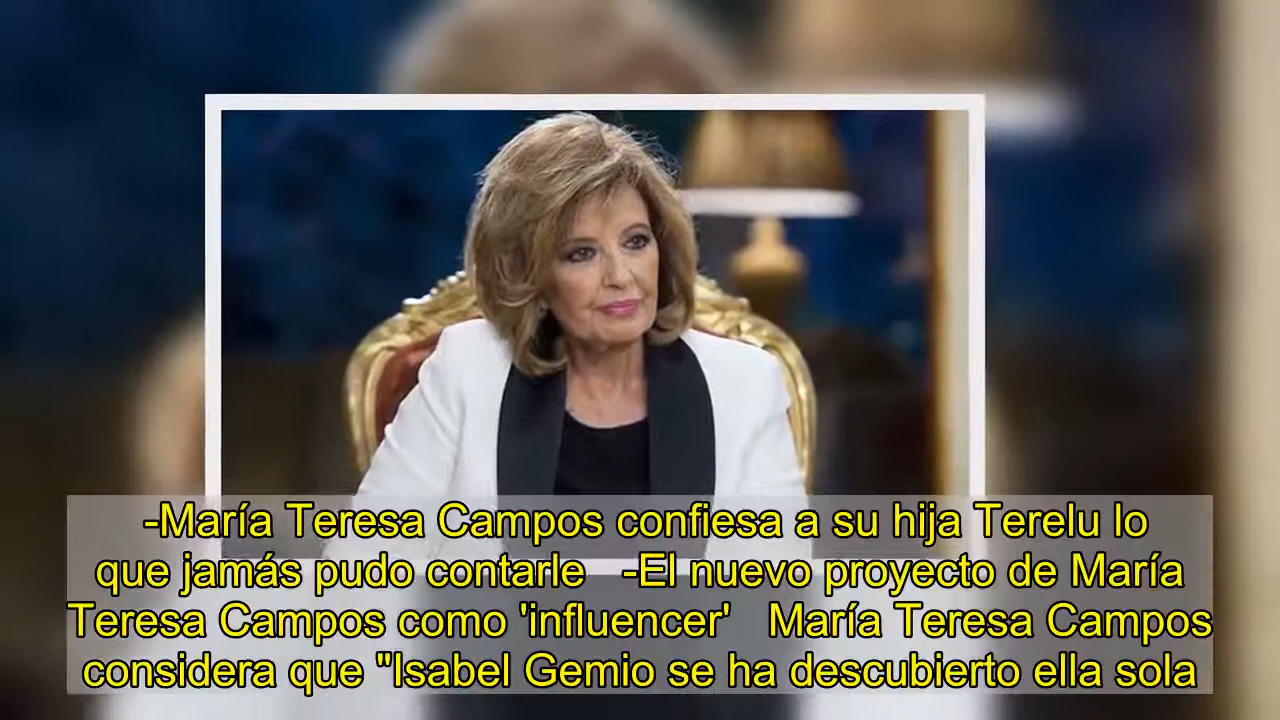 -María Teresa Campos confiesa a su hija Terelu lo
que jamás pudo contarle   -El nuevo proyecto de María
Teresa Campos como 'influencer'   María Teresa Campos
considera que "Isabel Gemio se ha descubierto ella sola